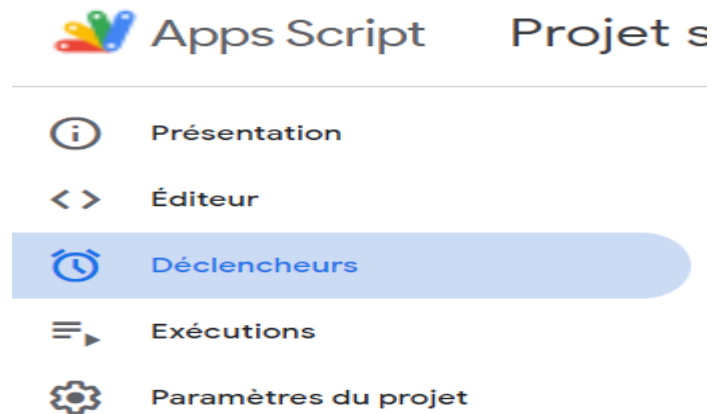 Apps Script Projet s
Présentation
Éditeur
Déclencheurs
Exécutions
Paramètres du projet